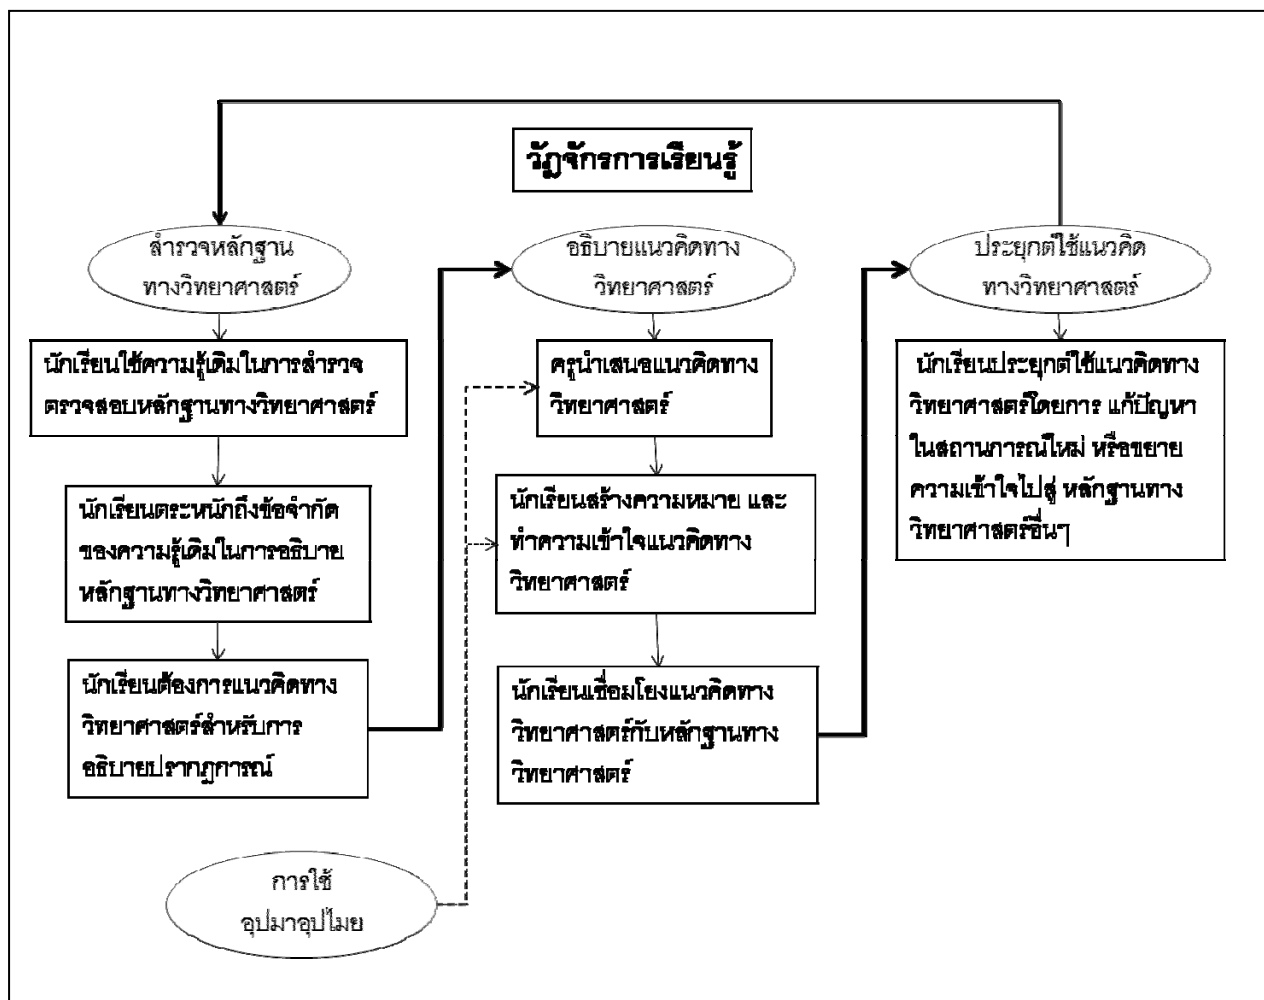 วัฏจักรการเรียนรู้
สำรวจหลักฐาน
ทางวิทยาศาสตร์
นักเรียนใช้ความรู้เดิมในการสำรวจ
ตรวจสอบหลักฐานทางวิทยาศาสตร์
นักเรียนตระหนักถึงข้อจำกัด
ของความรู้เดิมในการอธิบาย
หลักฐานทางวิทยาศาสตร์
นักเรียนต้องการแนวคิดทาง
วิทยาศาสตร์สำหรับการ
อธิบายปรากฏการณ์
อธิบายแนวคิดทาง
วิทยาศาสตร์
ครูนำเสนอแนวคิดทาง
วิทยาศาสตร์
นักเรียนสร้างความหมาย และ
ทำความเข้าใจแนวคิดทาง
วิทยาศาสตร์
นักเรียนเชื่อมโยงแนวคิดทาง
วิทยาศาสตร์กับหลักฐานทาง
วิทยาศาสตร์
ประยุกต์ใช้แนวคิด
ทางวิทยาศาสตร์
นักเรียนประยุกต์ใช้แนวคิดทาง
วิทยาศาสตร์โดยการ แก้ปัญหา
ในสถานการณ์ใหม่ หรือขยาย
ความเข้าใจไปสู่ หลักฐานทาง
วิทยาศาสตร์อื่นๆ
การใช้
อุปมาอุปไมย